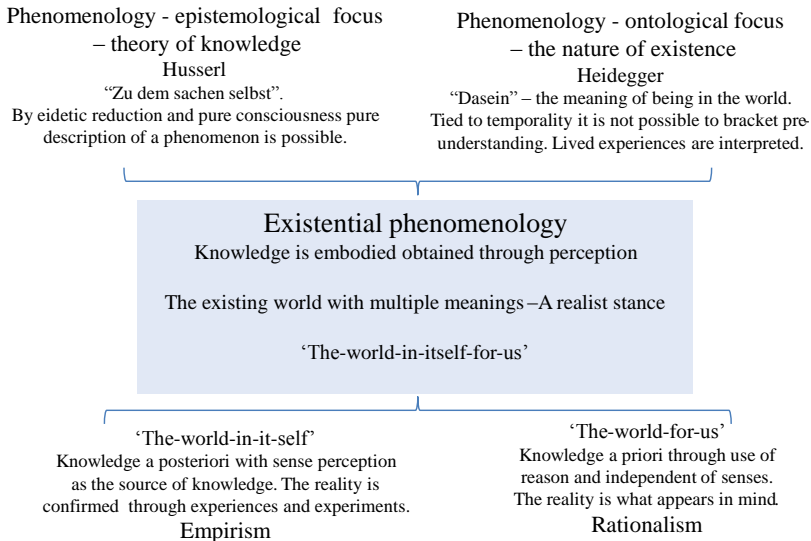 Phenomenology - epistemological focus
– theory of knowledge
Husserl
“Zu dem sachen selbst”.
By eidetic reduction and pure consciousness pure
description of a phenomenon is possible.
Phenomenology - ontological focus
– the nature of existence
Heidegger
“Dasein” – the meaning of being in the world.
Tied to temporality it is not possible to bracket pre-
understanding. Lived experiences are interpreted.
Existential phenomenology
Knowledge is embodied obtained through perception
The existing world with multiple meanings –A realist stance
‘The-world-in-itself-for-us’
‘The-world-in-it-self’
Knowledge a posteriori with sense perception
as the source of knowledge. The reality is
confirmed through experiences and experiments.
Empirism
‘The-world-for-us’
Knowledge a priori through use of
reason and independent of senses.
The reality is what appears in mind.
Rationalism